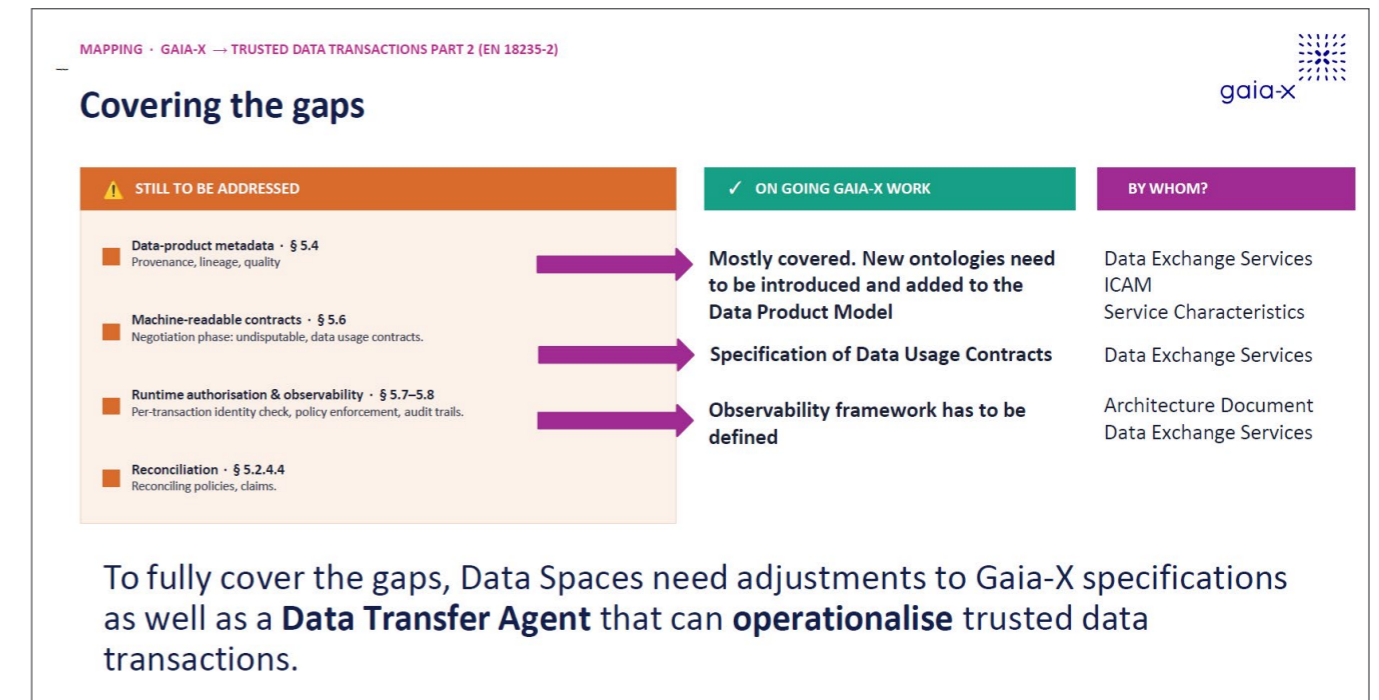 MAPPING · GAIA-X → TRUSTED DATA TRANSACTIONS PART 2 (EN 18235-2)
Covering the gaps
gaia-x
⚠ STILL TO BE ADDRESSED
Data-product metadata · § 5.4
Provenance, lineage, quality
Machine-readable contracts · § 5.6
Negotiation phase: undisputable, data usage contracts.
Runtime authorisation & observability · § 5.7–5.8
Per-transaction identity check, policy enforcement, audit trails.
Reconciliation · § 5.2.4.4
Reconciling policies, claims.
✓ ON GOING GAIA-X WORK
Mostly covered. New ontologies need
to be introduced and added to the
Data Product Model
Specification of Data Usage Contracts
Observability framework has to be
defined
BY WHOM?
Data Exchange Services
ICAM
Service Characteristics
Data Exchange Services
Architecture Document
Data Exchange Services
To fully cover the gaps, Data Spaces need adjustments to Gaia-X specifications
as well as a Data Transfer Agent that can operationalise trusted data
transactions.